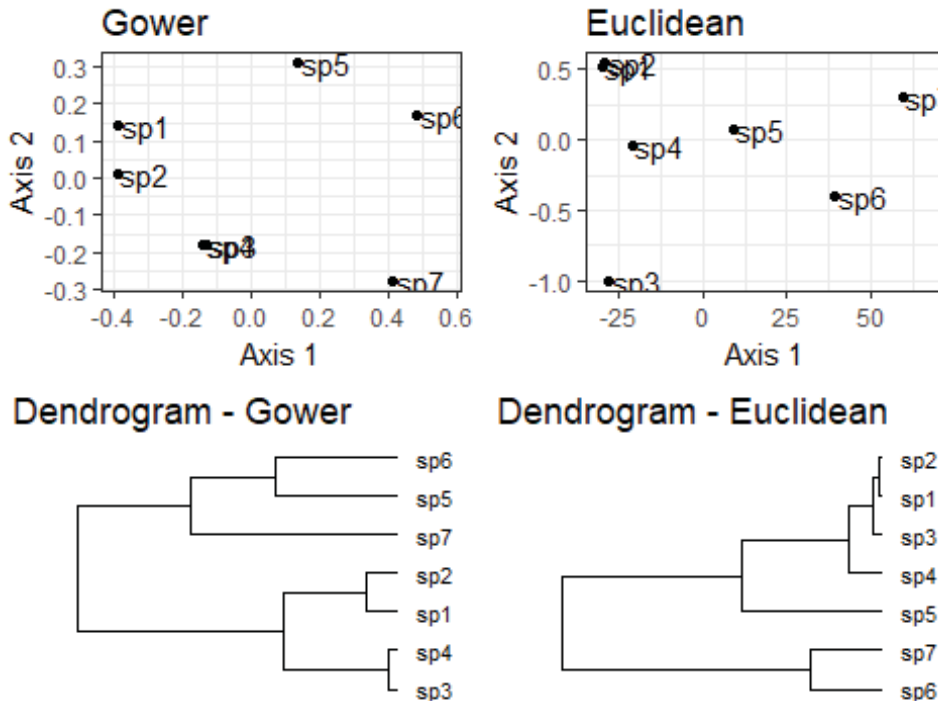 Gower
Axis 2
0.3
0.2
0.1
0.0
-0.1
-0.2
-0.3
sp5
sp6
sp1
sp2
sp7
-0.4 -0.2 0.0 0.2 0.4 0.6
Axis 1
Euclidean
Axis 2
0.5
0.0
-0.5
-1.0
sp2
sp1
sp5
sp4
sp6
sp3
-25 0 25 50
Axis 1
Dendrogram - Gower
sp6
sp5
sp7
sp2
sp1
sp4
sp3
Dendrogram - Euclidean
sp2
sp1
sp3
sp4
sp5
sp7
sp6